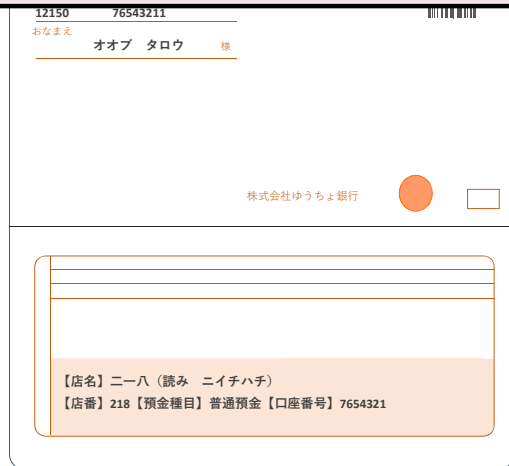 12150 76543211
おなまえ
オオブ タロウ 様
株式会社ゆうちょ銀行
【店名】二一八（読み ニイチハチ）
【店番】218【預金種目】普通預金【口座番号】7654321